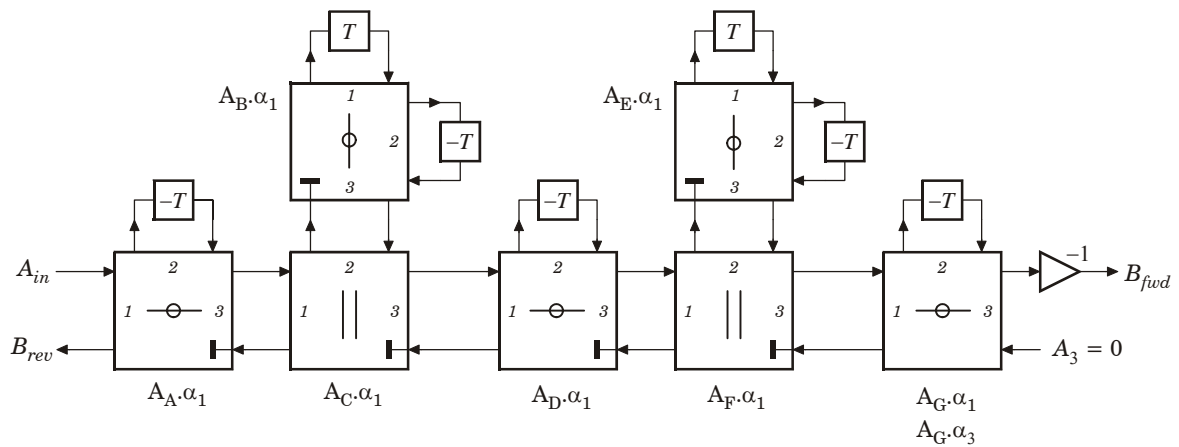 T
T
A_B.α_1
1
2
3
-T
A_E.α_1
1
2
3
-T
-T
-T
-T
A_in
1
2
3
2
1
3
2
1
3
2
1
3
2
1
3
-1
B_fwd
B_rev
A_3 = 0
A_A.α_1
A_C.α_1
A_D.α_1
A_F.α_1
A_G.α_1
A_G.α_3